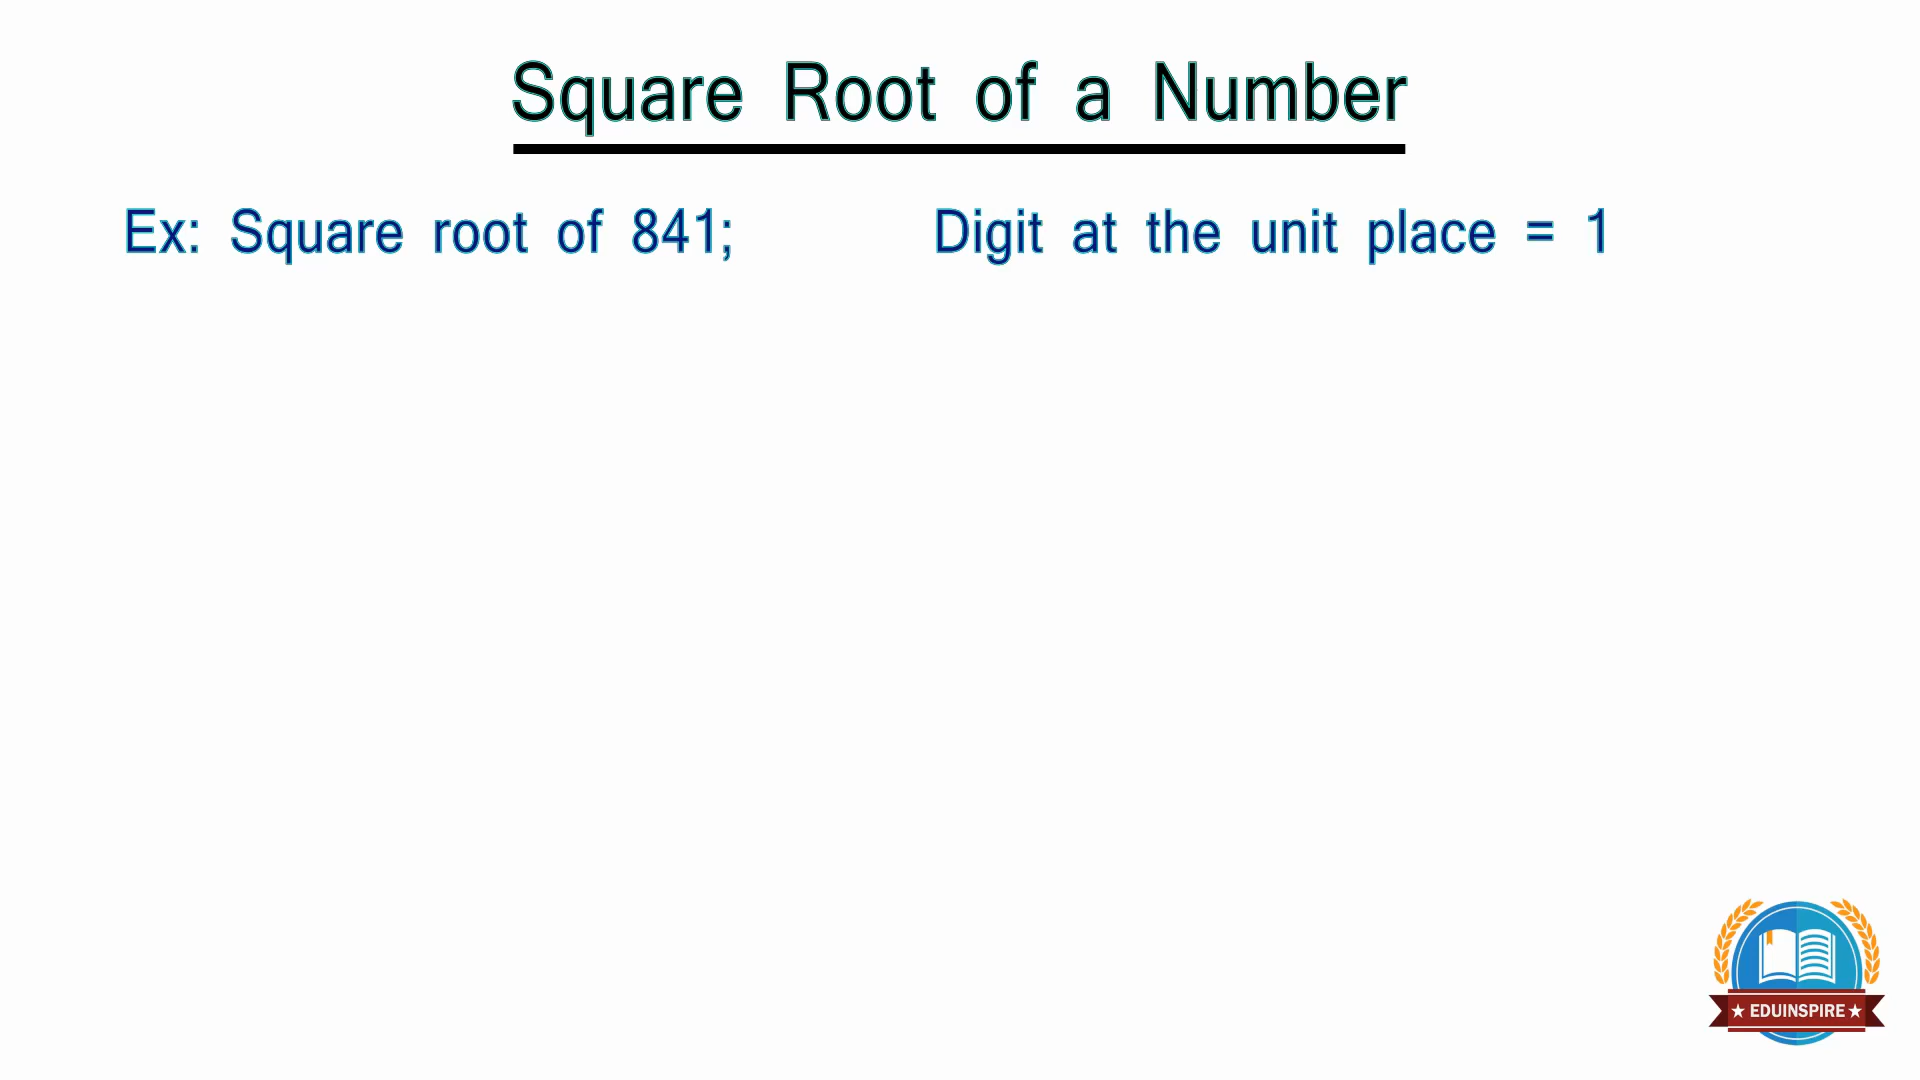 Square Root of a Number
Ex: Square root of 841; Digit at the unit place = 1
EDUINSPIRE